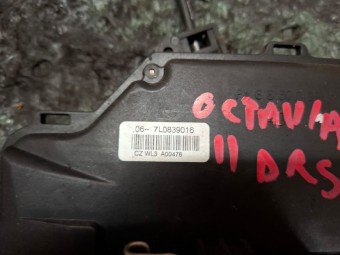 OCTAVIA
II DRS
06- 7L0839016
CZ WL3 A00476